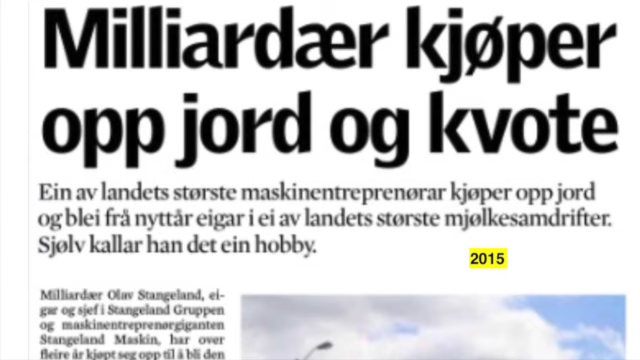 Milliardær kjøper
opp jord og kvote
Ein av landets største maskinentreprenørar kjøper opp jord
og blei frå nyttår eigar i ei av landets største mjølkesamdrifter.
Sjølv kallar han det ein hobby.
2015
Milliardær Olav Stangeland, ei-
gar og sjef i Stangeland Gruppen
og maskinentreprenørgiganten
Stangeland Maskin, har over
fleire år kjøpt seg opp til å bli den